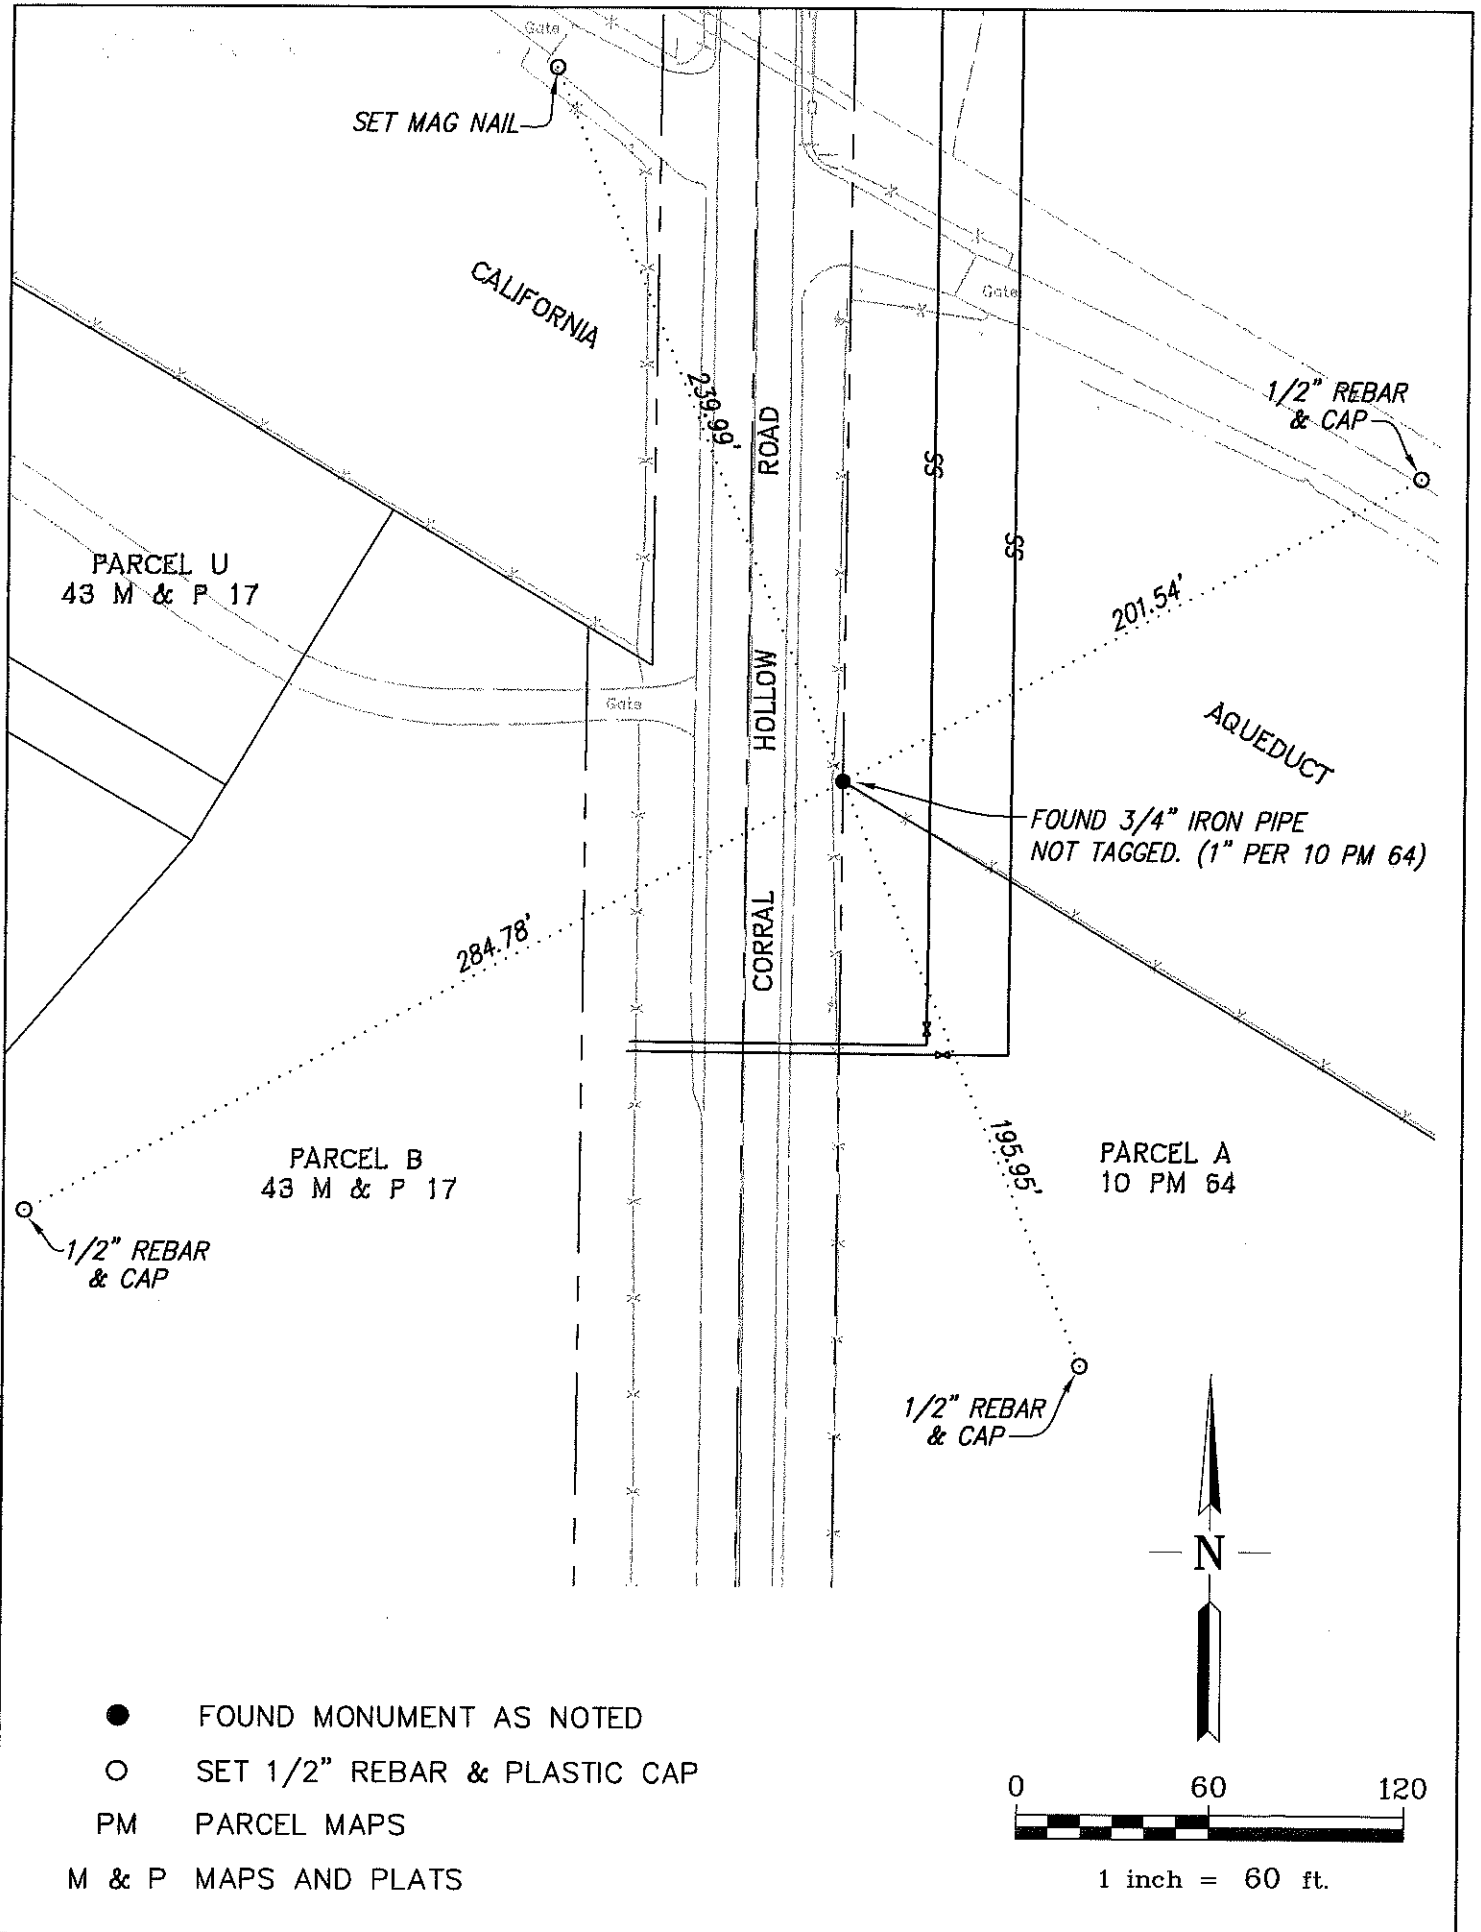 Gate
SET MAG NAIL
CALIFORNIA
Gate
239.99'
ROAD
1/2" REBAR
& CAP
SS
SS
PARCEL U
43 M & P 17
201.54'
HOLLOW
Gate
AQUEDUCT
FOUND 3/4" IRON PIPE
NOT TAGGED. (1" PER 10 PM 64)
CORRAL
284.78'
195.95'
PARCEL B
43 M & P 17
PARCEL A
10 PM 64
1/2" REBAR
& CAP
1/2" REBAR
& CAP
N
● FOUND MONUMENT AS NOTED
○ SET 1/2" REBAR & PLASTIC CAP
PM PARCEL MAPS
M & P MAPS AND PLATS
0 60 120
1 inch = 60 ft.